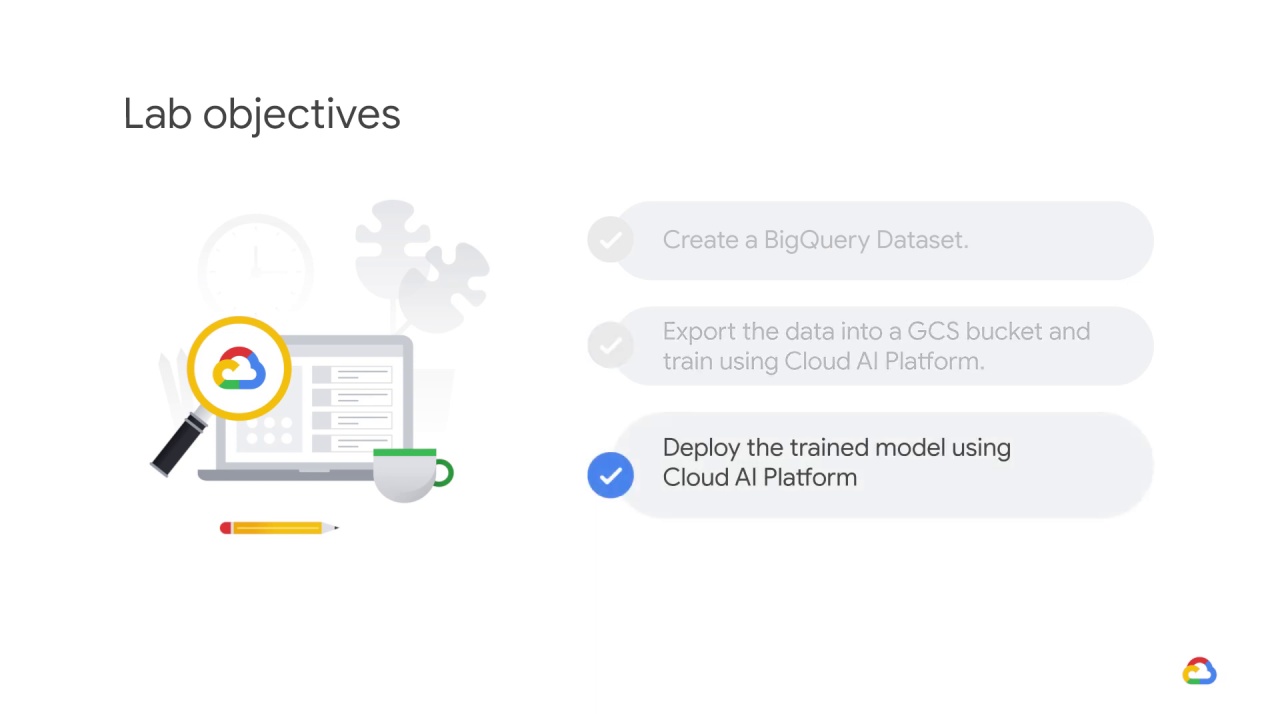 Lab objectives
Create a BigQuery Dataset.
Export the data into a GCS bucket and
train using Cloud AI Platform.
Deploy the trained model using
Cloud AI Platform